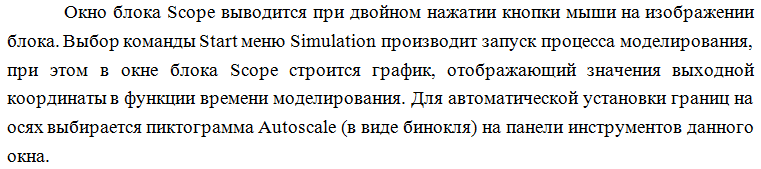 Окно блока Scope выводится при двойном нажатии кнопки мыши на изображении
блока. Выбор команды Start меню Simulation производит запуск процесса моделирования,
при этом в окне блока Scope строится график, отображающий значения выходной
координаты в функции времени моделирования. Для автоматической установки границ на
осях выбирается пиктограмма Autoscale (в виде бинокля) на панели инструментов данного
окна.